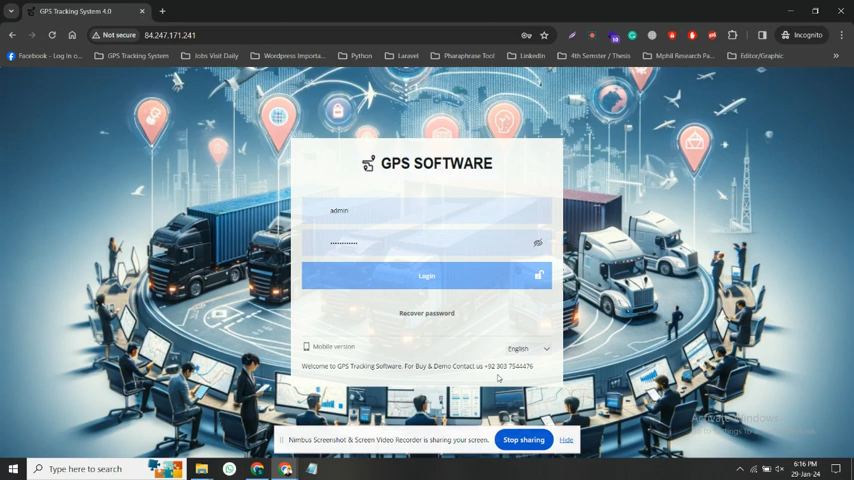 GPS Tracking System 4.0
Not secure
84.247.171.241
Incognito
Facebook - Log In o...
GPS Tracking System
Jobs Visit Daily
Wordpress Importa...
Python
Laravel
Pharaphrase Tool
LinkedIn
4th Semster / Thesis
Mphil Research Pa...
Editor/Graphic
GPS SOFTWARE
admin
Login
Recover password
Mobile version
English
Welcome to GPS Tracking Software. For Buy & Demo Contact us +92 303 7544476
Activate Windows
Nimbus Screenshot & Screen Video Recorder is sharing your screen.
Stop sharing
Hide
Type here to search
6:16 PM
29-Jan-24